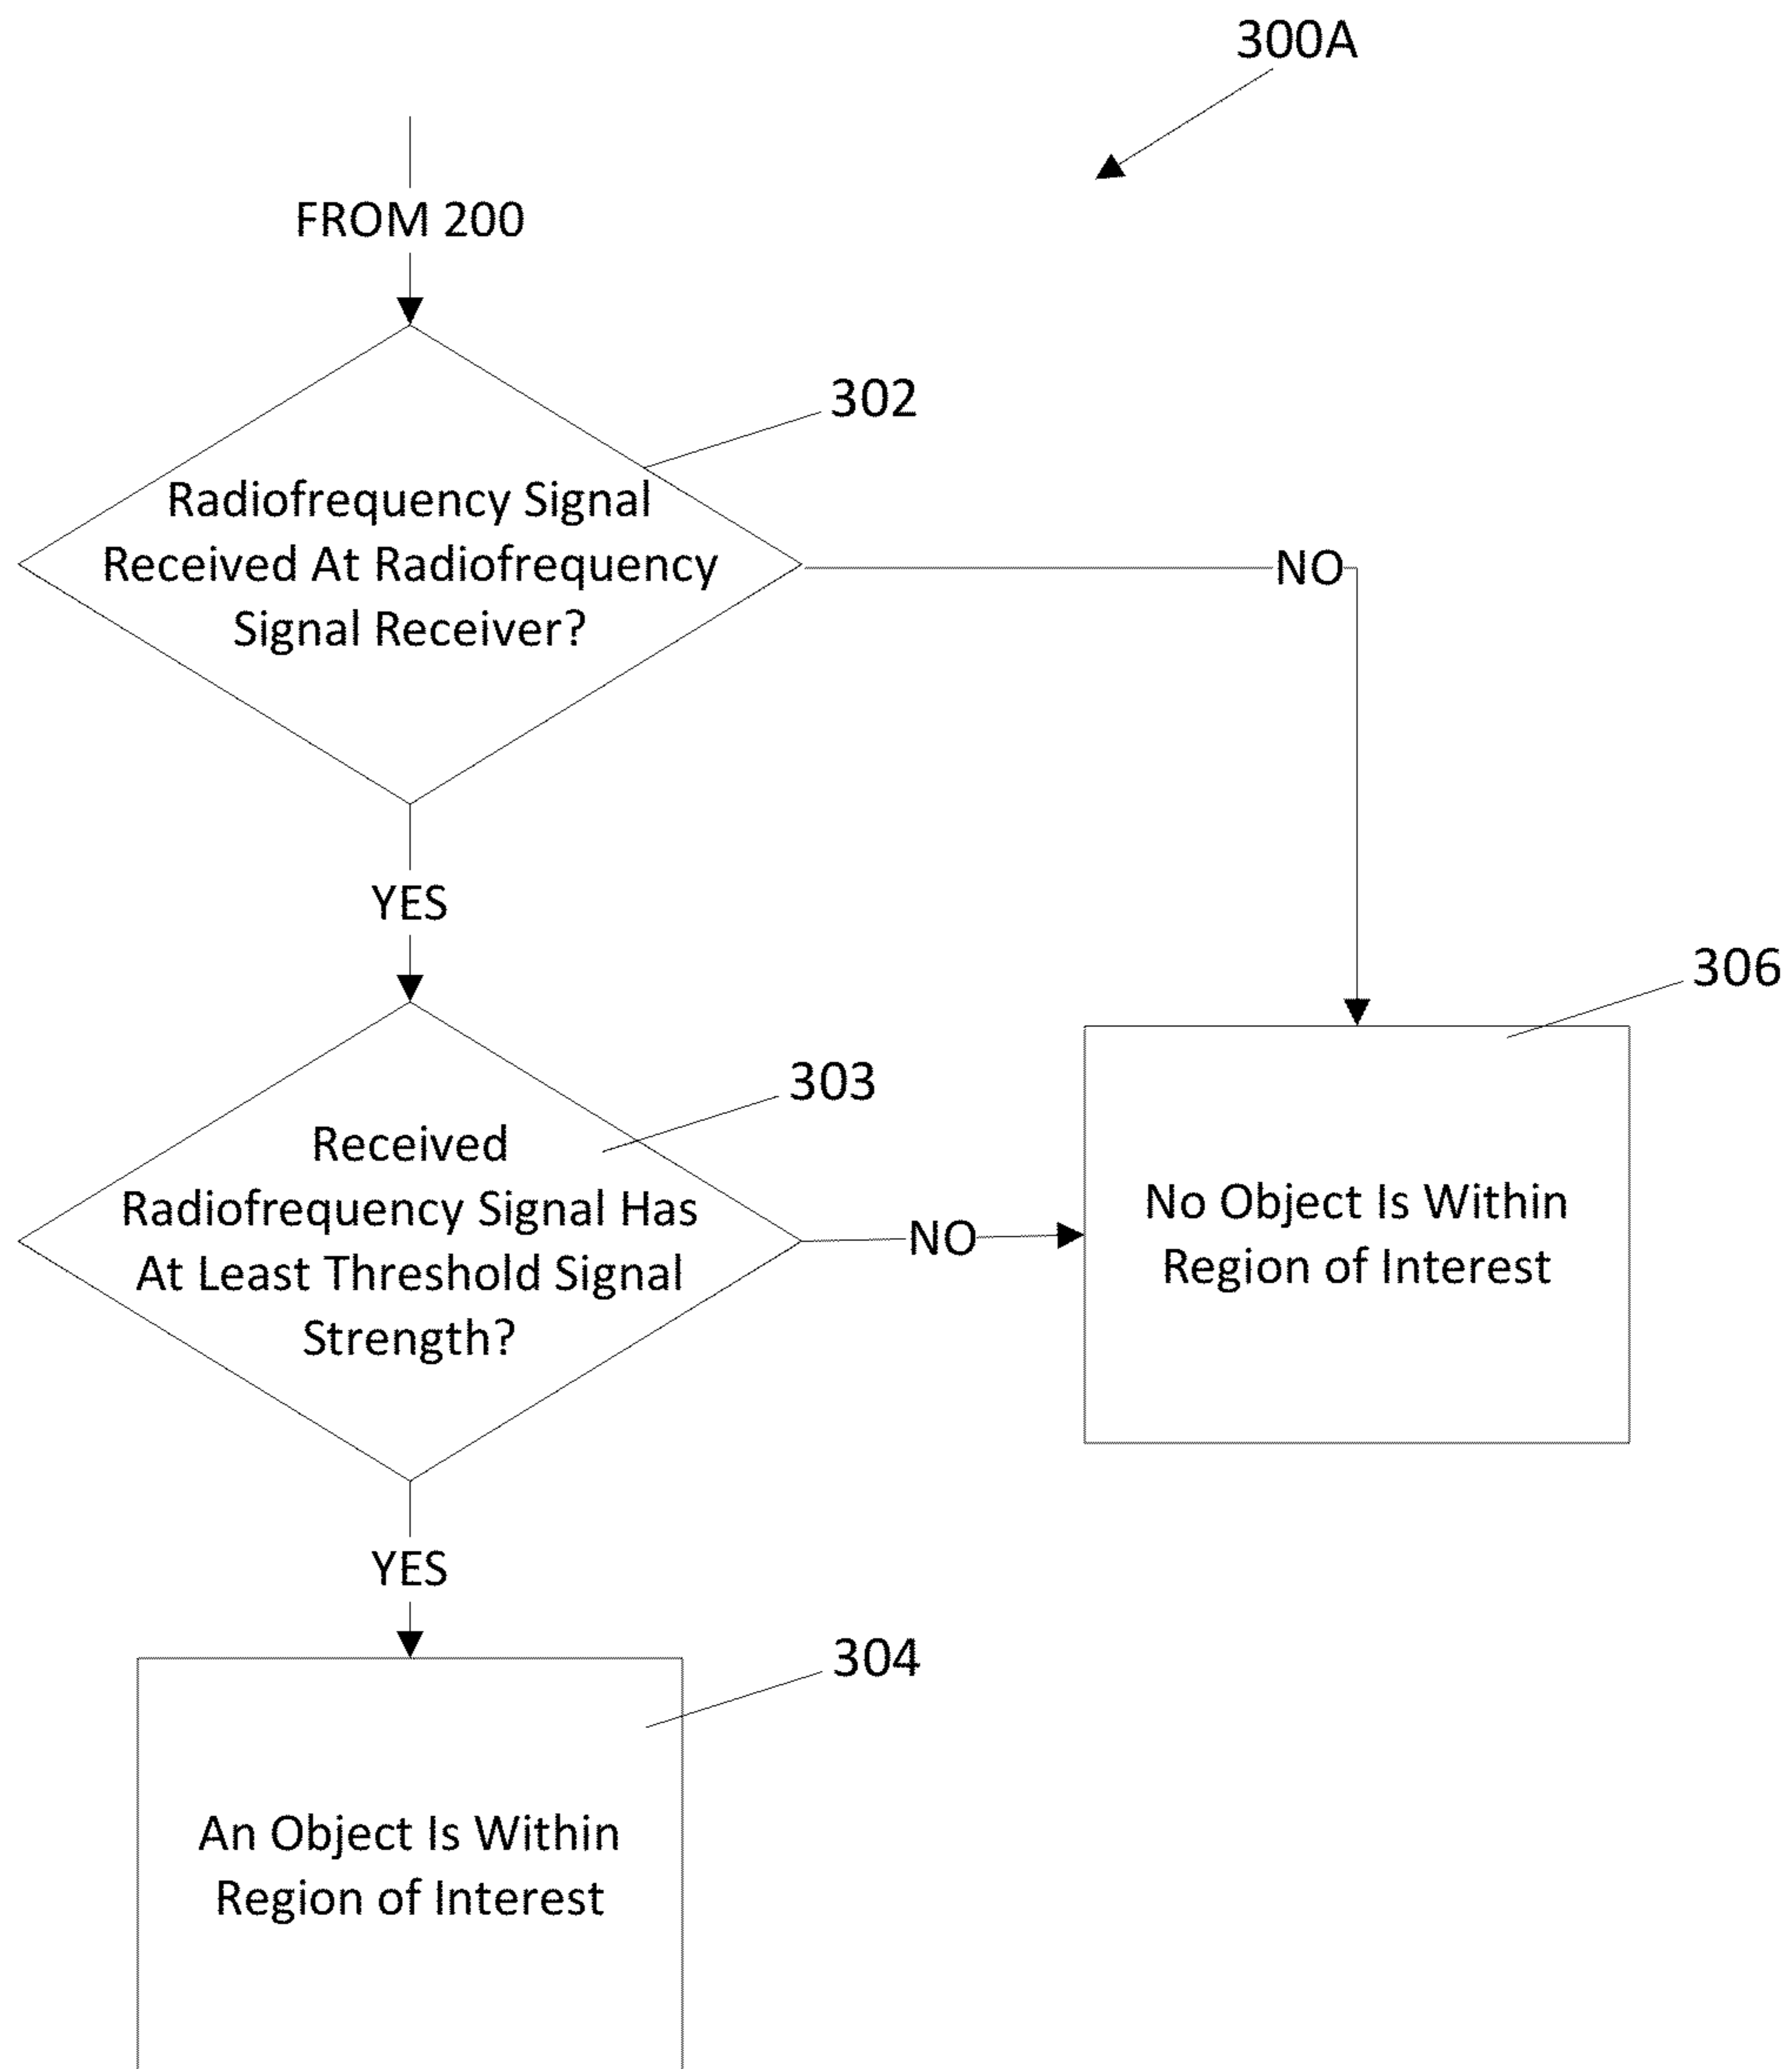 300A
FROM 200
302
Radiofrequency Signal
Received At Radiofrequency
Signal Receiver?
NO
YES
306
303
Received
Radiofrequency Signal Has
At Least Threshold Signal
Strength?
NO
No Object Is Within
Region of Interest
YES
304
An Object Is Within
Region of Interest